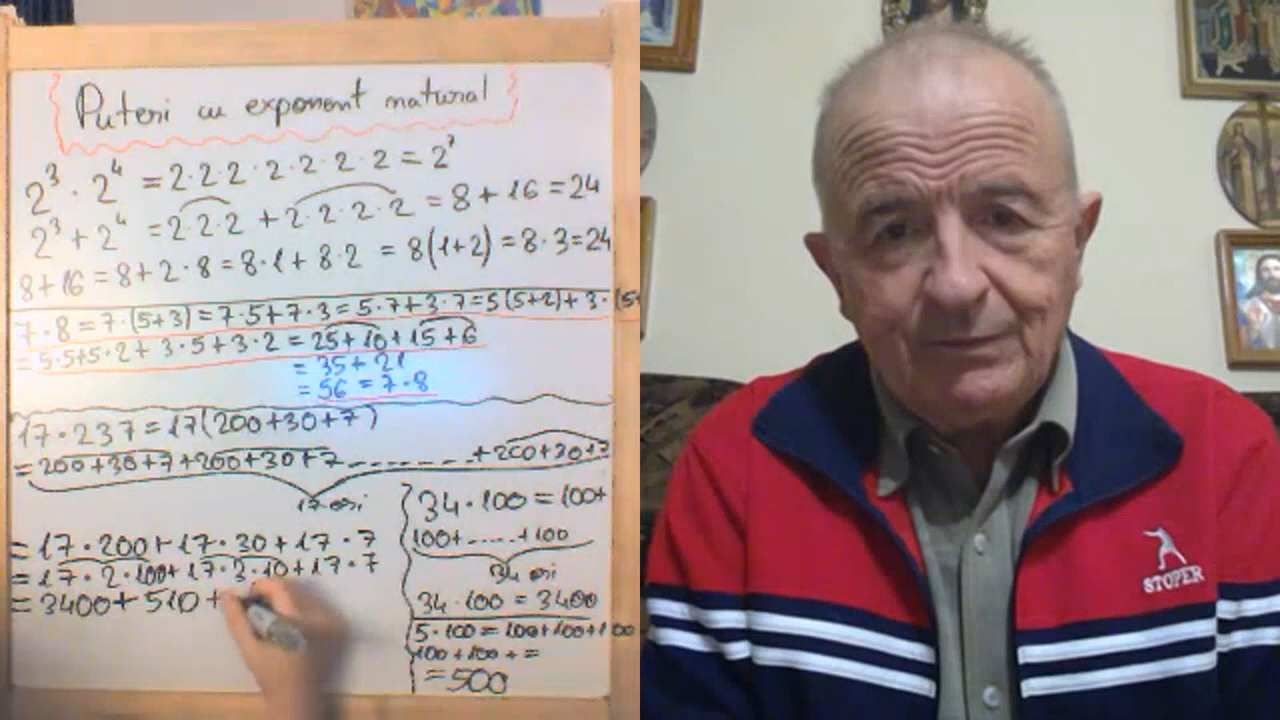 Puteri cu exponent natural
2³ · 2⁴ = 2·2·2·2·2·2·2 = 2⁷
2³ + 2⁴ = 2·2·2 + 2·2·2·2 = 8 + 16 = 24
8 + 16 = 8 + 2·8 = 8·1 + 8·2 = 8(1+2) = 8·3 = 24
7·8 = 7·(5+3) = 7·5+7·3 = 5·7+3·7 = 5(5+2)+3·(5+
= 5·5+5·2+3·5+3·2 = 25+10+15+6
= 35+21
= 56 = 7·8
17·237 = 17(200+30+7)
= 200+30+7+200+30+7 --------- +200+30+7
17 ori
= 17·200+17·30+17·7
= 17·2·100+17·3·10+17·7
= 3400+510+
34·100 = 100+
100+......+100
34 ori
34·100 = 3400
5·100 = 100+100+100
100+100+=
= 500
STOPER